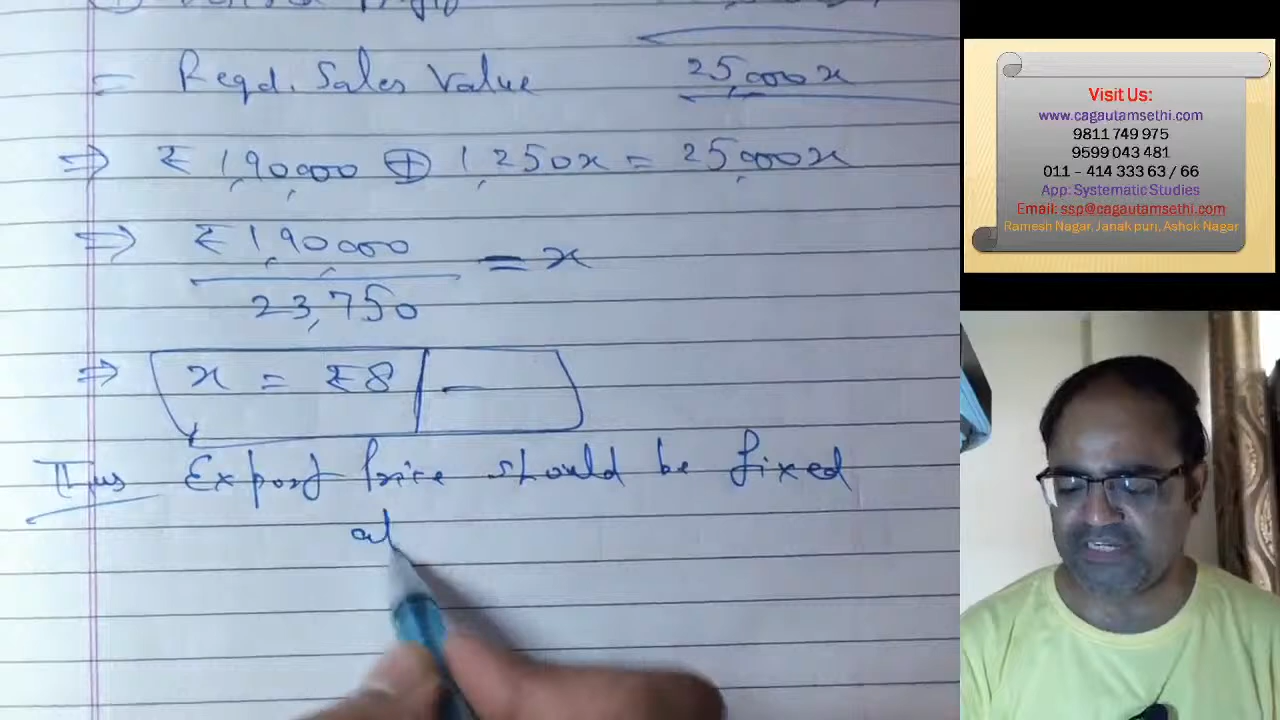 = Reqd. Sales Value 25,000x
⇒ ₹ 1,90,000 ⊕ 1,250x = 25,000x
⇒ ₹ 1,90,000 = x
23,750
⇒ x = ₹8 | —
Thus Export Price should be fixed
at
Visit Us:
www.cagautamsethi.com
9811 749 975
9599 043 481
011 – 414 333 63 / 66
App: Systematic Studies
Email: ssp@cagautamsethi.com
Ramesh Nagar, Janak puri, Ashok Nagar